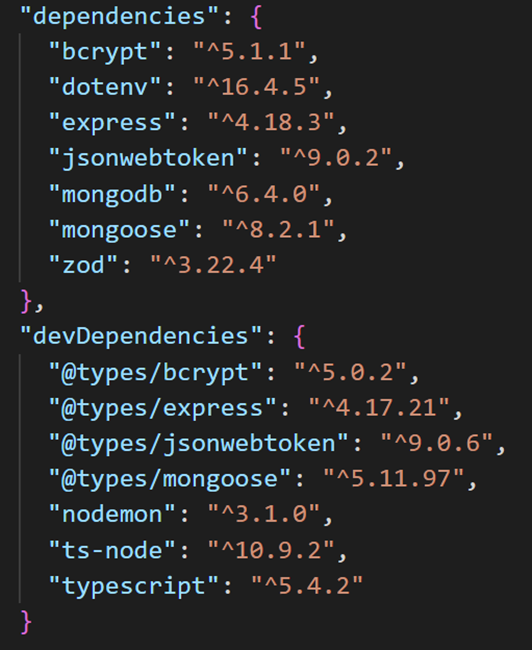 "dependencies": {
"bcrypt": "^5.1.1",
"dotenv": "^16.4.5",
"express": "^4.18.3",
"jsonwebtoken": "^9.0.2",
"mongodb": "^6.4.0",
"mongoose": "^8.2.1",
"zod": "^3.22.4"
},
"devDependencies": {
"@types/bcrypt": "^5.0.2",
"@types/express": "^4.17.21",
"@types/jsonwebtoken": "^9.0.6",
"@types/mongoose": "^5.11.97",
"nodemon": "^3.1.0",
"ts-node": "^10.9.2",
"typescript": "^5.4.2"
}